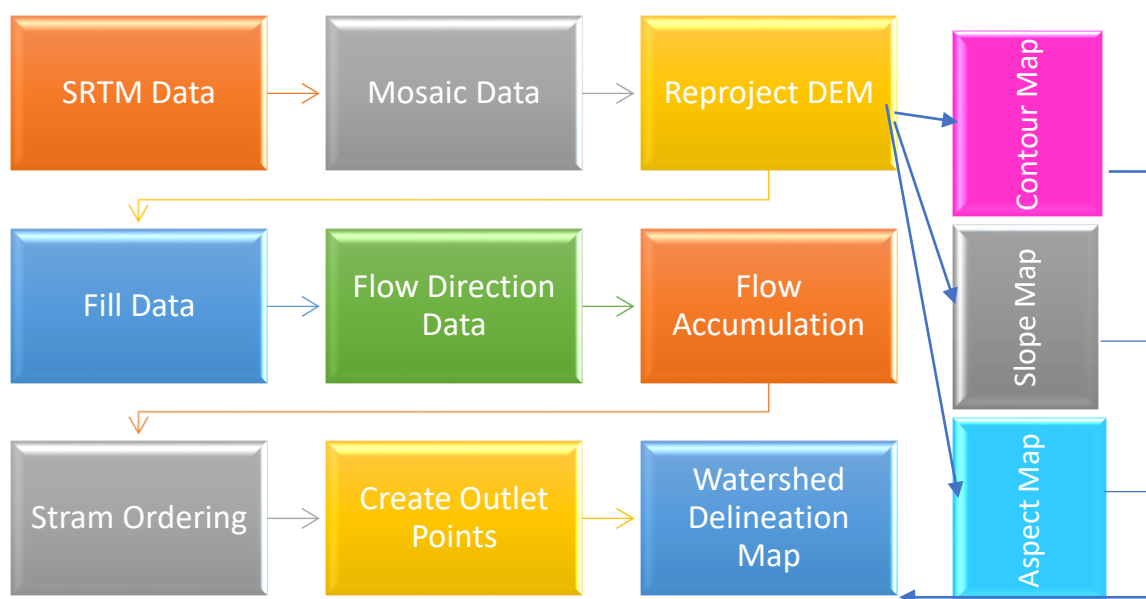 SRTM Data
Mosaic Data
Reproject DEM
Contour Map
Fill Data
Flow Direction
Data
Flow
Accumulation
Slope Map
Stram Ordering
Create Outlet
Points
Watershed
Delineation
Map
Aspect Map